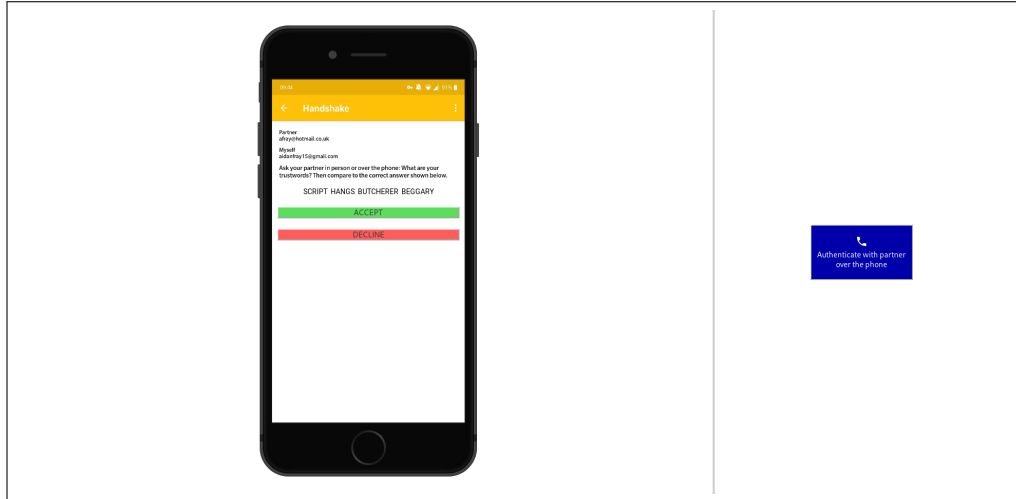 09:44
91%
Handshake
Partner
afray@hotmail.co.uk
Myself
aidanfray15@gmail.com
Ask your partner in person or over the phone: What are your
trustwords? Then compare to the correct answer shown below.
SCRIPT HANGS BUTCHERER BEGGARY
ACCEPT
DECLINE
Authenticate with partner
over the phone